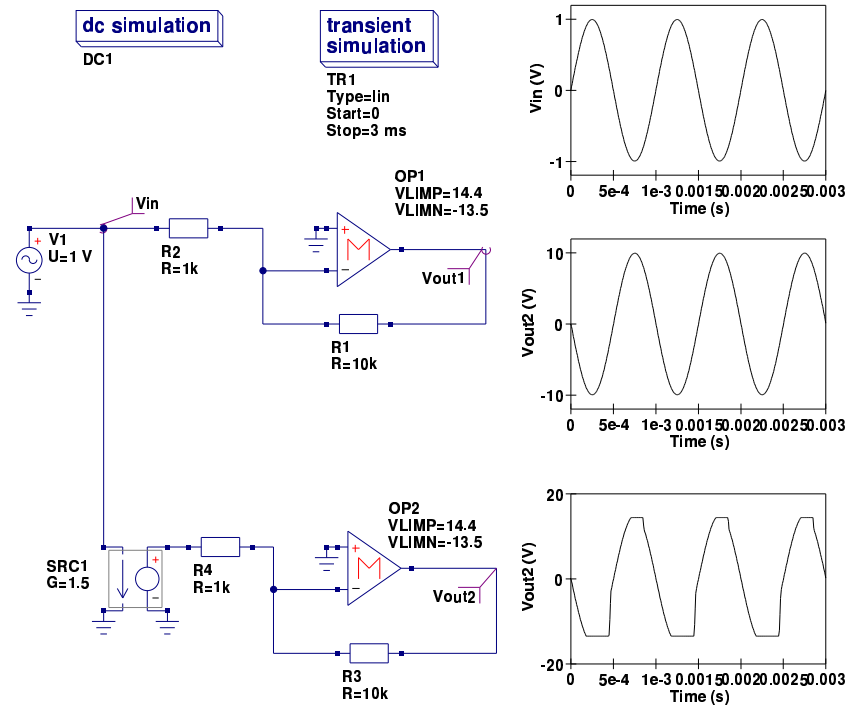 dc simulation
DC1
transient
simulation
TR1
Type=lin
Start=0
Stop=3 ms
Vin
V1
U=1 V
+
−
R2
R=1k
OP1
VLIMP=14.4
VLIMN=-13.5
+
−
M
Vout1
R1
R=10k
SRC1
G=1.5
+
−
R4
R=1k
OP2
VLIMP=14.4
VLIMN=-13.5
+
−
M
Vout2
R3
R=10k
Vin (V)
1
0
-1
0 5e-4 1e-3 0.0015 0.002 0.0025 0.003
Time (s)
Vout2 (V)
10
0
-10
0 5e-4 1e-3 0.0015 0.002 0.0025 0.003
Time (s)
Vout2 (V)
20
0
-20
0 5e-4 1e-3 0.0015 0.002 0.0025 0.003
Time (s)